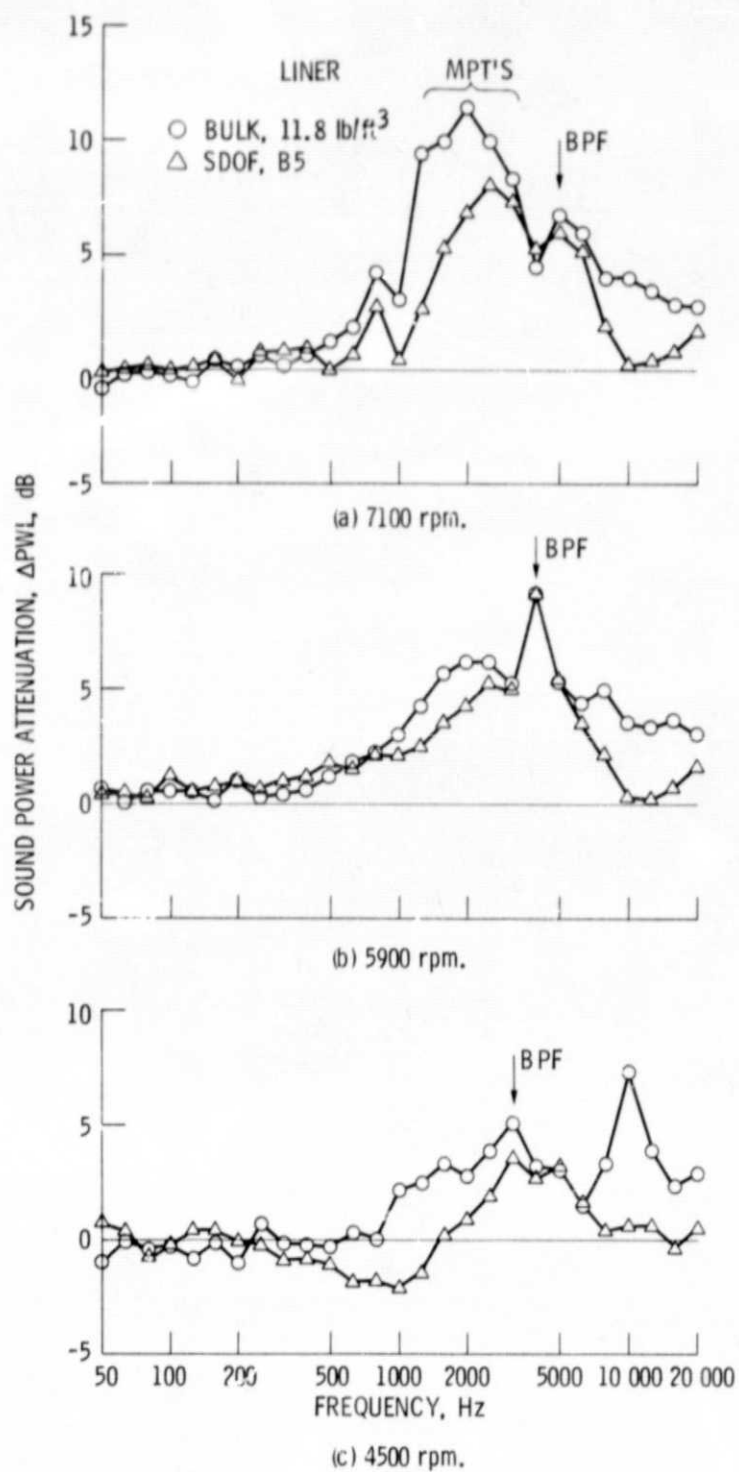 15
LINER MPT'S
BULK, 11.8 lb/ft³
SDOF, B5
BPF
10
5
0
-5
(a) 7100 rpm.
BPF
10
5
0
-5
(b) 5900 rpm.
SOUND POWER ATTENUATION, ΔPWL, dB
10
BPF
5
0
-5
50 100 200 500 1000 2000 5000 10 000 20 000
FREQUENCY, Hz
(c) 4500 rpm.